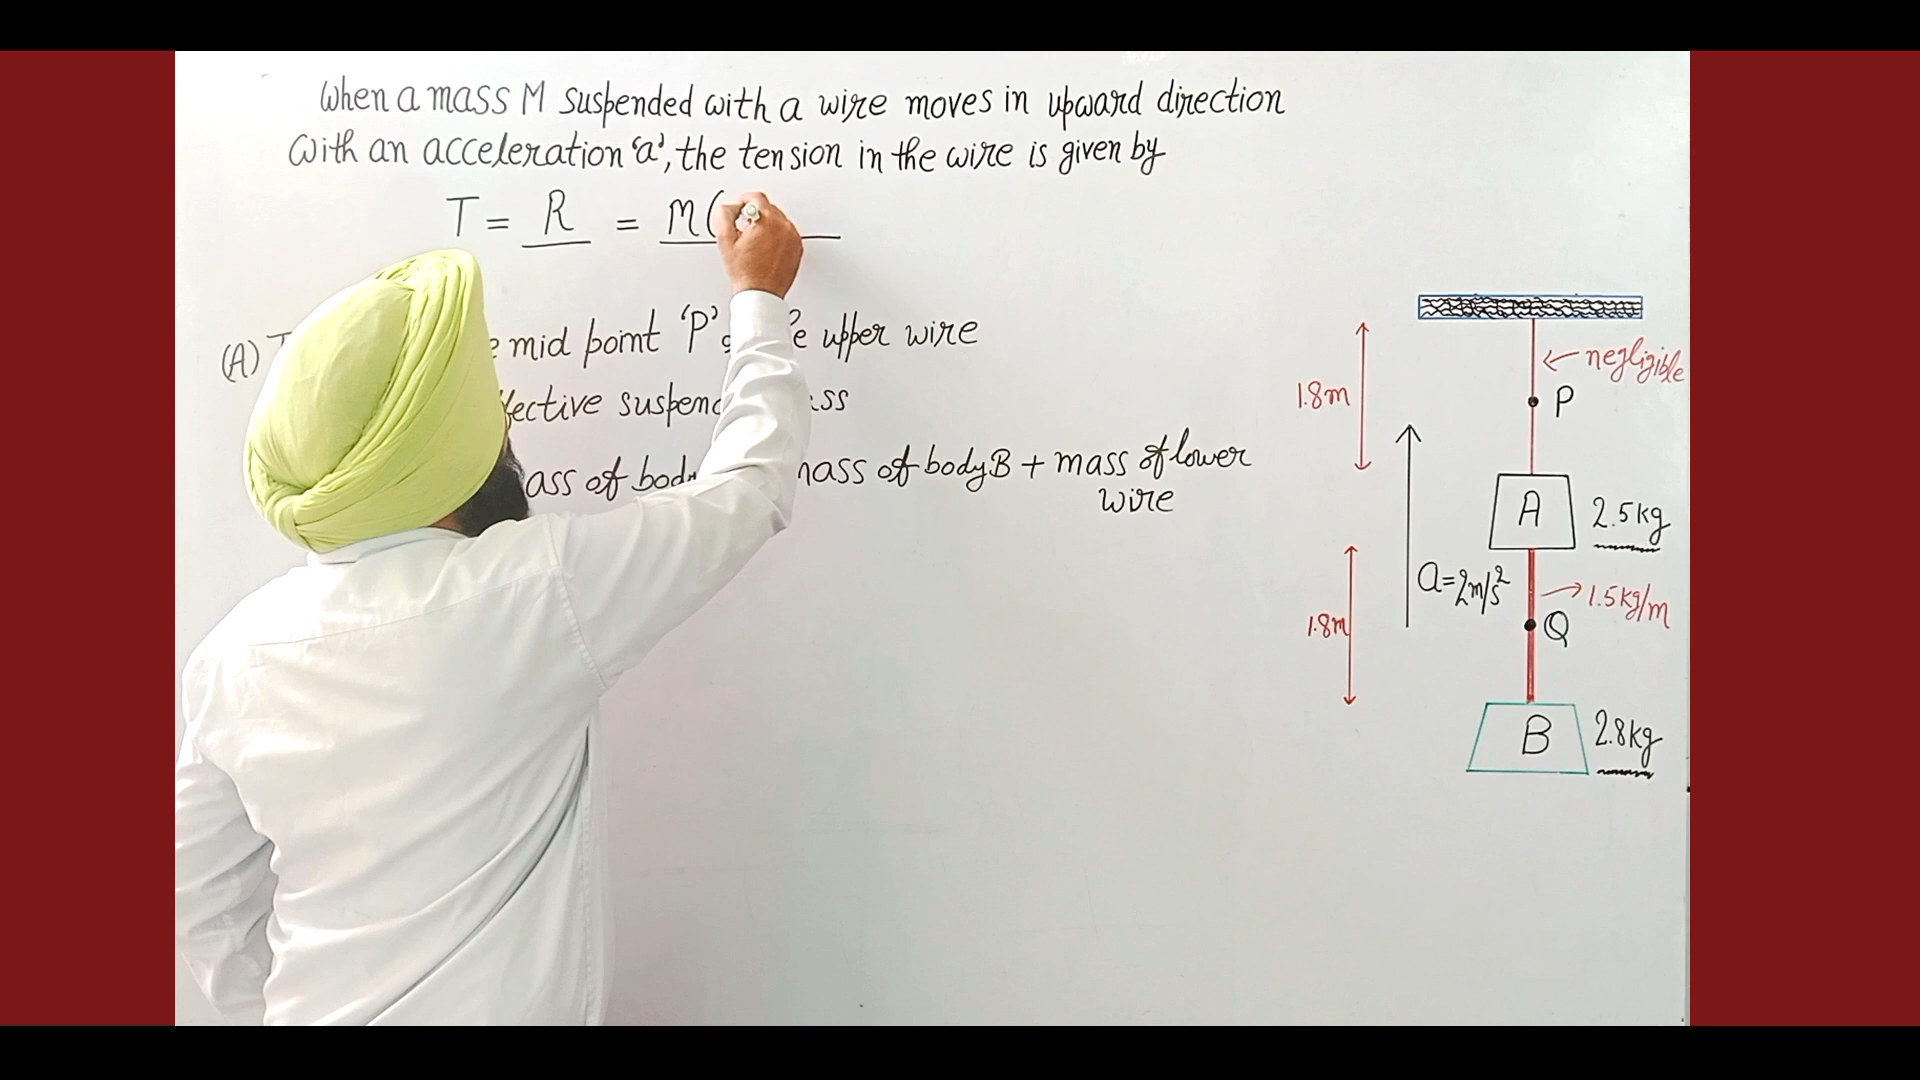 When a mass M suspended with a wire moves in upward direction
with an acceleration 'a', the tension in the wire is given by
T = R = M(
(A)
mid point 'P' upper wire
suspend
of mass of body B + mass of lower
wire
negligible
1.8m
P
A
2.5kg
a=2m/s²
1.5kg/m
1.8m
Q
B
2.8kg